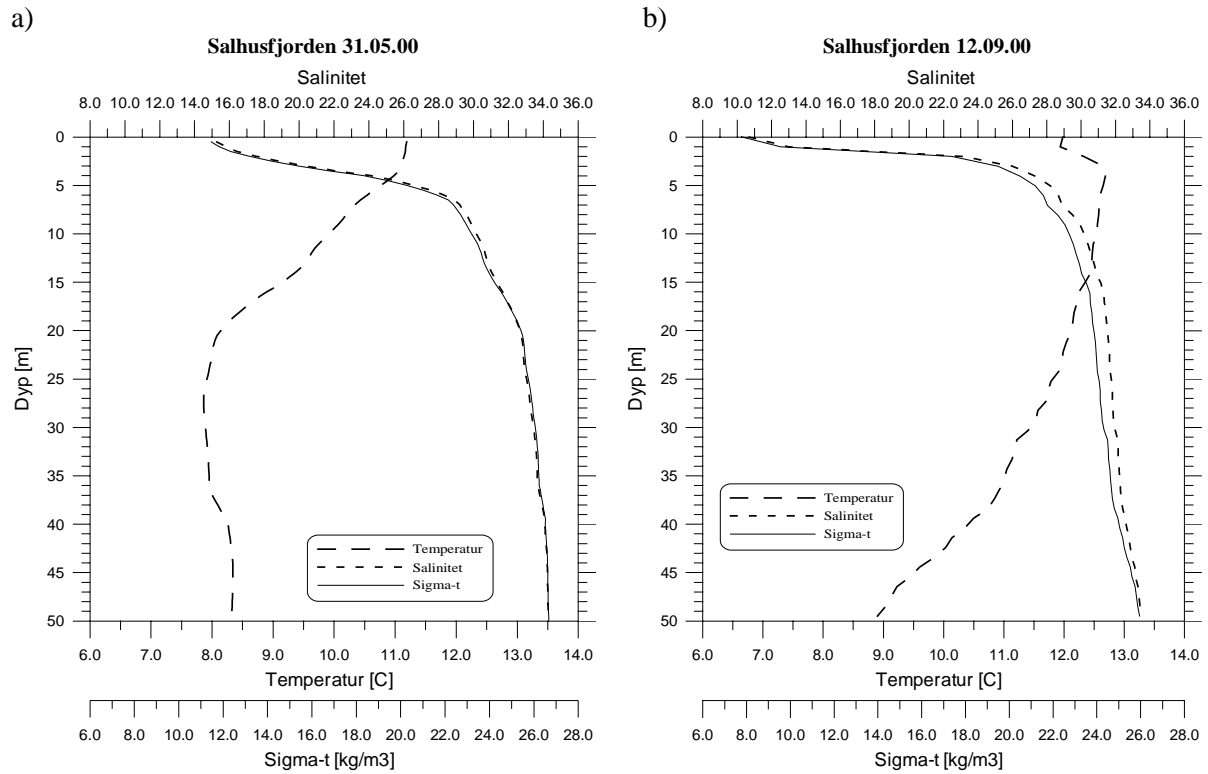 a)
Salhusfjorden 31.05.00
Salinitet
8.0 10.0 12.0 14.0 16.0 18.0 20.0 22.0 24.0 26.0 28.0 30.0 32.0 34.0 36.0
0
5
10
15
20
25
30
35
40
45
50
Dyp [m]
Temperatur
Salinitet
Sigma-t
6.0 7.0 8.0 9.0 10.0 11.0 12.0 13.0 14.0
Temperatur [C]
6.0 8.0 10.0 12.0 14.0 16.0 18.0 20.0 22.0 24.0 26.0 28.0
Sigma-t [kg/m3]
b)
Salhusfjorden 12.09.00
Salinitet
8.0 10.0 12.0 14.0 16.0 18.0 20.0 22.0 24.0 26.0 28.0 30.0 32.0 34.0 36.0
0
5
10
15
20
25
30
35
40
45
50
Dyp [m]
Temperatur
Salinitet
Sigma-t
6.0 7.0 8.0 9.0 10.0 11.0 12.0 13.0 14.0
Temperatur [C]
6.0 8.0 10.0 12.0 14.0 16.0 18.0 20.0 22.0 24.0 26.0 28.0
Sigma-t [kg/m3]